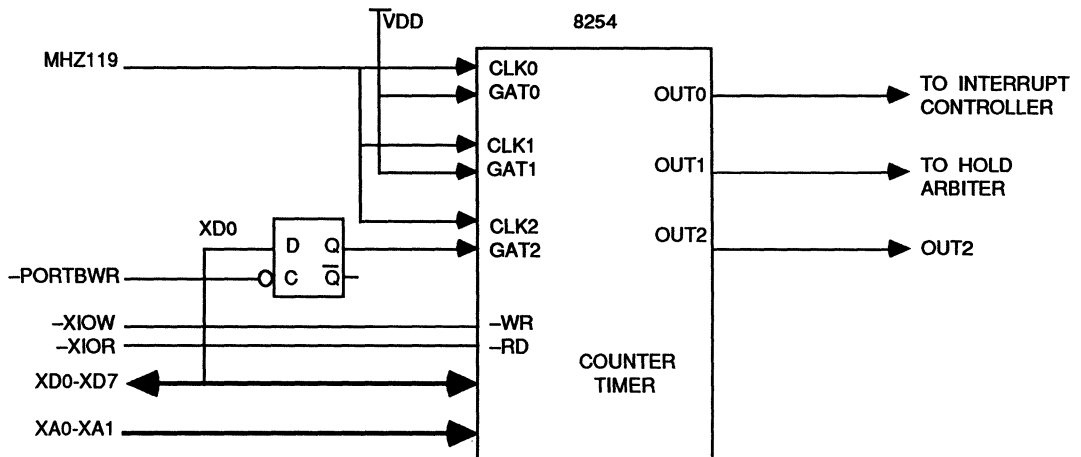 VDD
8254
MHZ119
CLK0
GAT0
OUT0
TO INTERRUPT
CONTROLLER
CLK1
GAT1
OUT1
TO HOLD
ARBITER
XD0
D
Q
CLK2
GAT2
OUT2
OUT2
–PORTBWR
C
Q̅
–XIOW
–WR
–XIOR
–RD
COUNTER
TIMER
XD0-XD7
XA0-XA1